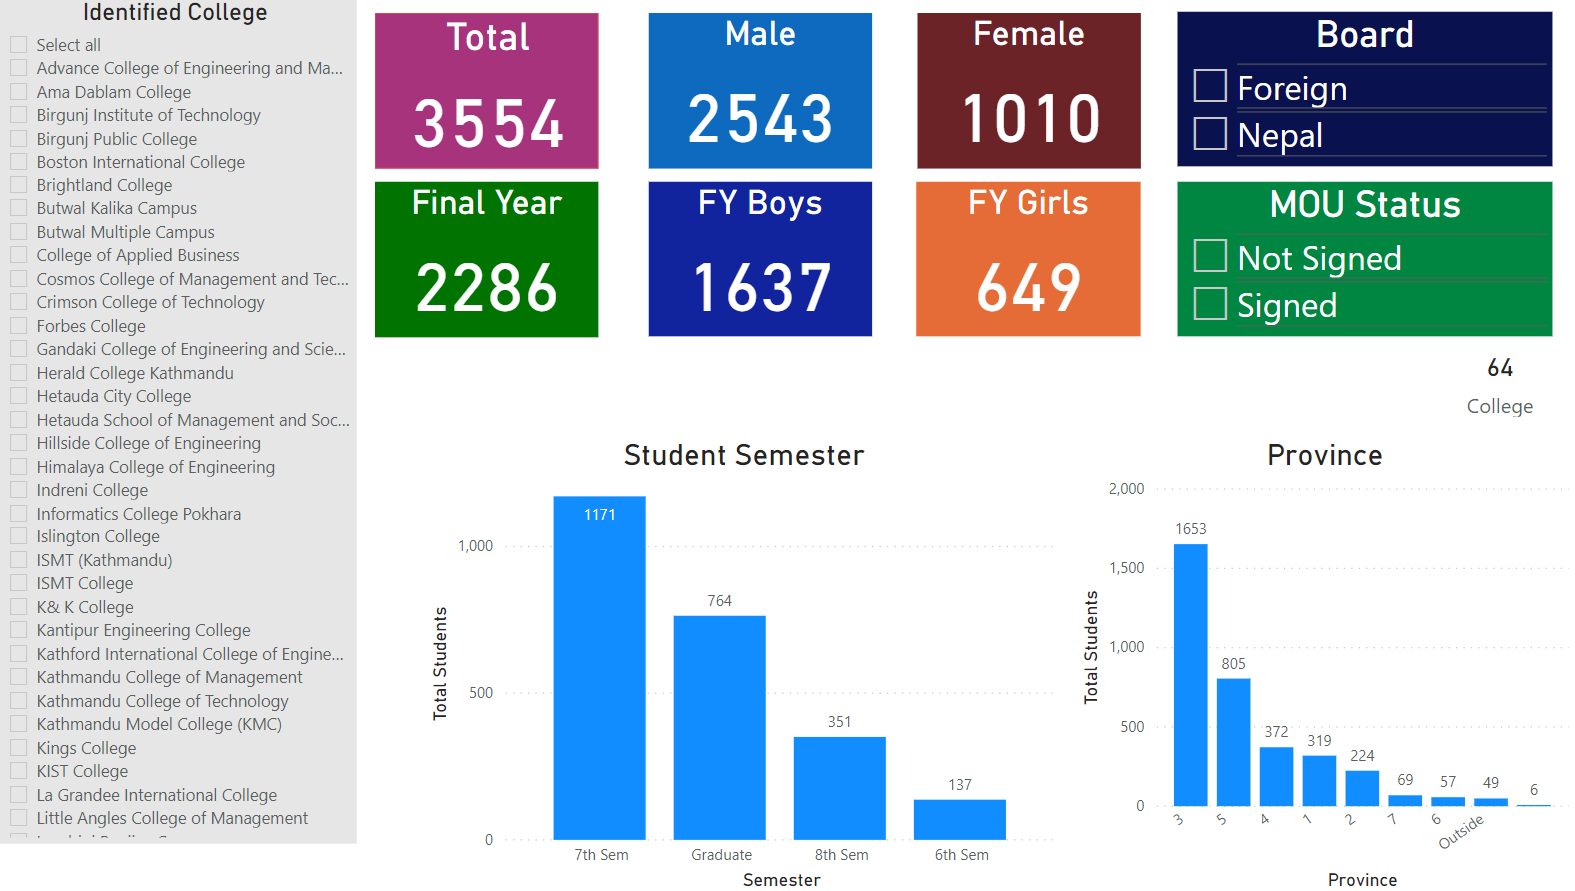 Identified College
Select all
Advance College of Engineering and Ma...
Ama Dablam College
Birgunj Institute of Technology
Birgunj Public College
Boston International College
Brightland College
Butwal Kalika Campus
Butwal Multiple Campus
College of Applied Business
Cosmos College of Management and Tec...
Crimson College of Technology
Forbes College
Gandaki College of Engineering and Scie...
Herald College Kathmandu
Hetauda City College
Hetauda School of Management and Soc...
Hillside College of Engineering
Himalaya College of Engineering
Indreni College
Informatics College Pokhara
Islington College
ISMT (Kathmandu)
ISMT College
K& K College
Kantipur Engineering College
Kathford International College of Engine...
Kathmandu College of Management
Kathmandu College of Technology
Kathmandu Model College (KMC)
Kings College
KIST College
La Grandee International College
Little Angles College of Management
Total
3554
Male
2543
Female
1010
Board
Foreign
Nepal
Final Year
2286
FY Boys
1637
FY Girls
649
MOU Status
Not Signed
Signed
64
College
Student Semester
Total Students
1,000
500
0
1171
764
351
137
7th Sem
Graduate
8th Sem
6th Sem
Semester
Province
Total Students
2,000
1,500
1,000
500
0
1653
805
372
319
224
69
57
49
6
3
5
4
1
2
7
6
Outside
Province